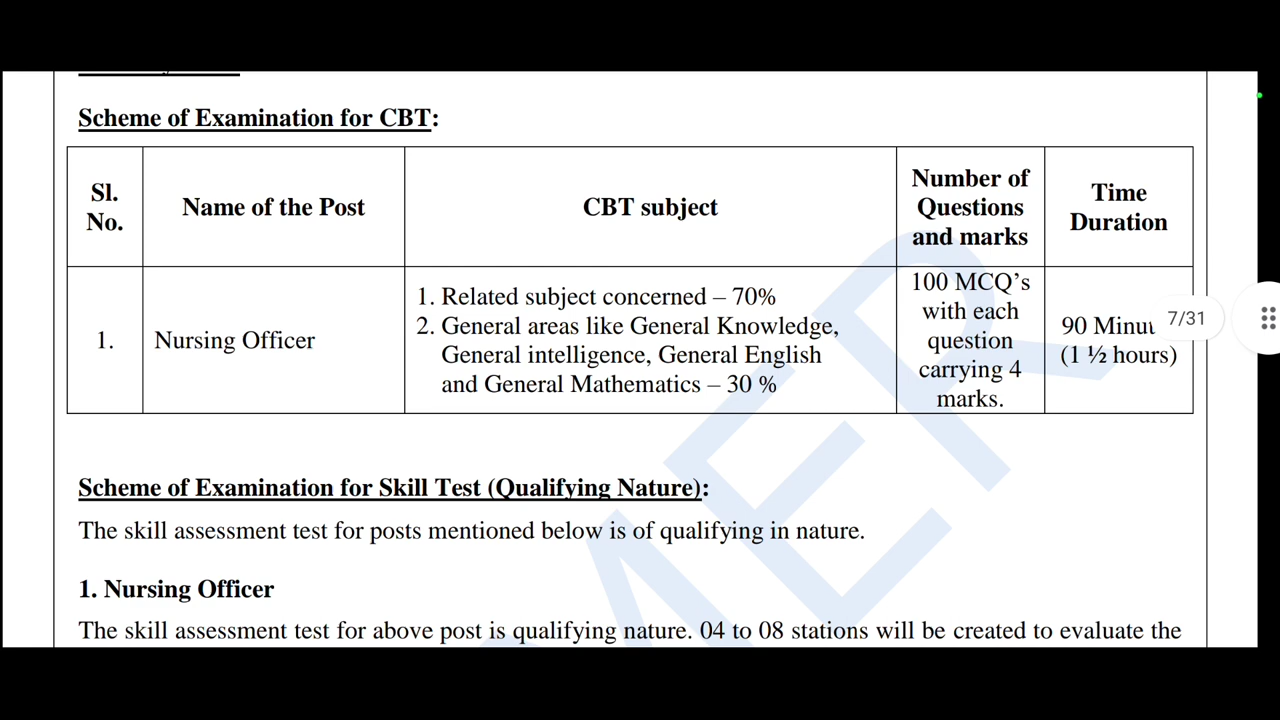 Scheme of Examination for CBT:
Sl. No.
Name of the Post
CBT subject
Number of Questions and marks
Time Duration
1.
Nursing Officer
1. Related subject concerned – 70%
2. General areas like General Knowledge,
General intelligence, General English
and General Mathematics – 30 %
100 MCQ’s
with each
question
carrying 4
marks.
90 Minut
(1 ½ hours)
7/31
Scheme of Examination for Skill Test (Qualifying Nature):
The skill assessment test for posts mentioned below is of qualifying in nature.
1. Nursing Officer
The skill assessment test for above post is qualifying nature. 04 to 08 stations will be created to evaluate the
MER